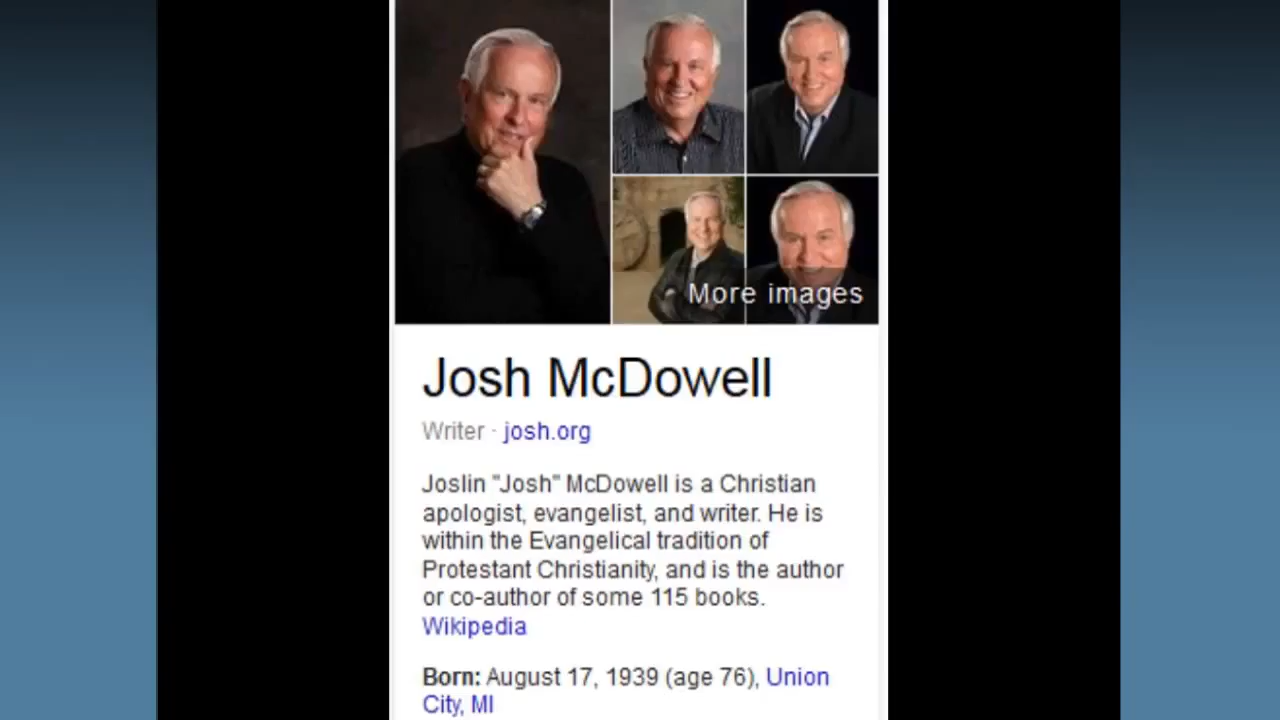 More images
Josh McDowell
Writer · josh.org
Joslin "Josh" McDowell is a Christian
apologist, evangelist, and writer. He is
within the Evangelical tradition of
Protestant Christianity, and is the author
or co-author of some 115 books.
Wikipedia
Born: August 17, 1939 (age 76), Union
City, MI